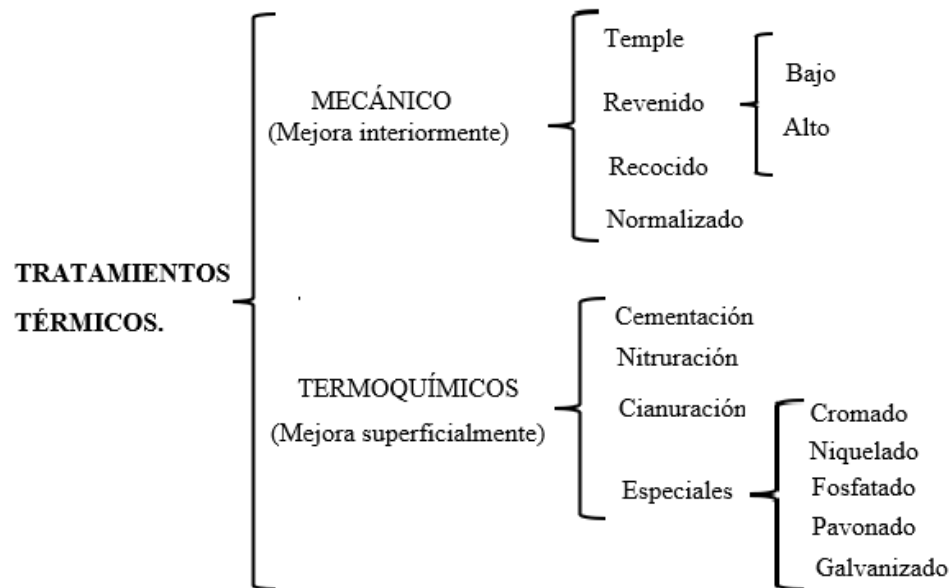 TRATAMIENTOS
TÉRMICOS.
MECÁNICO
(Mejora interiormente)
Temple
Revenido
Bajo
Alto
Recocido
Normalizado
TERMOQUÍMICOS
(Mejora superficialmente)
Cementación
Nitruración
Cianuración
Especiales
Cromado
Niquelado
Fosfatado
Pavonado
Galvanizado